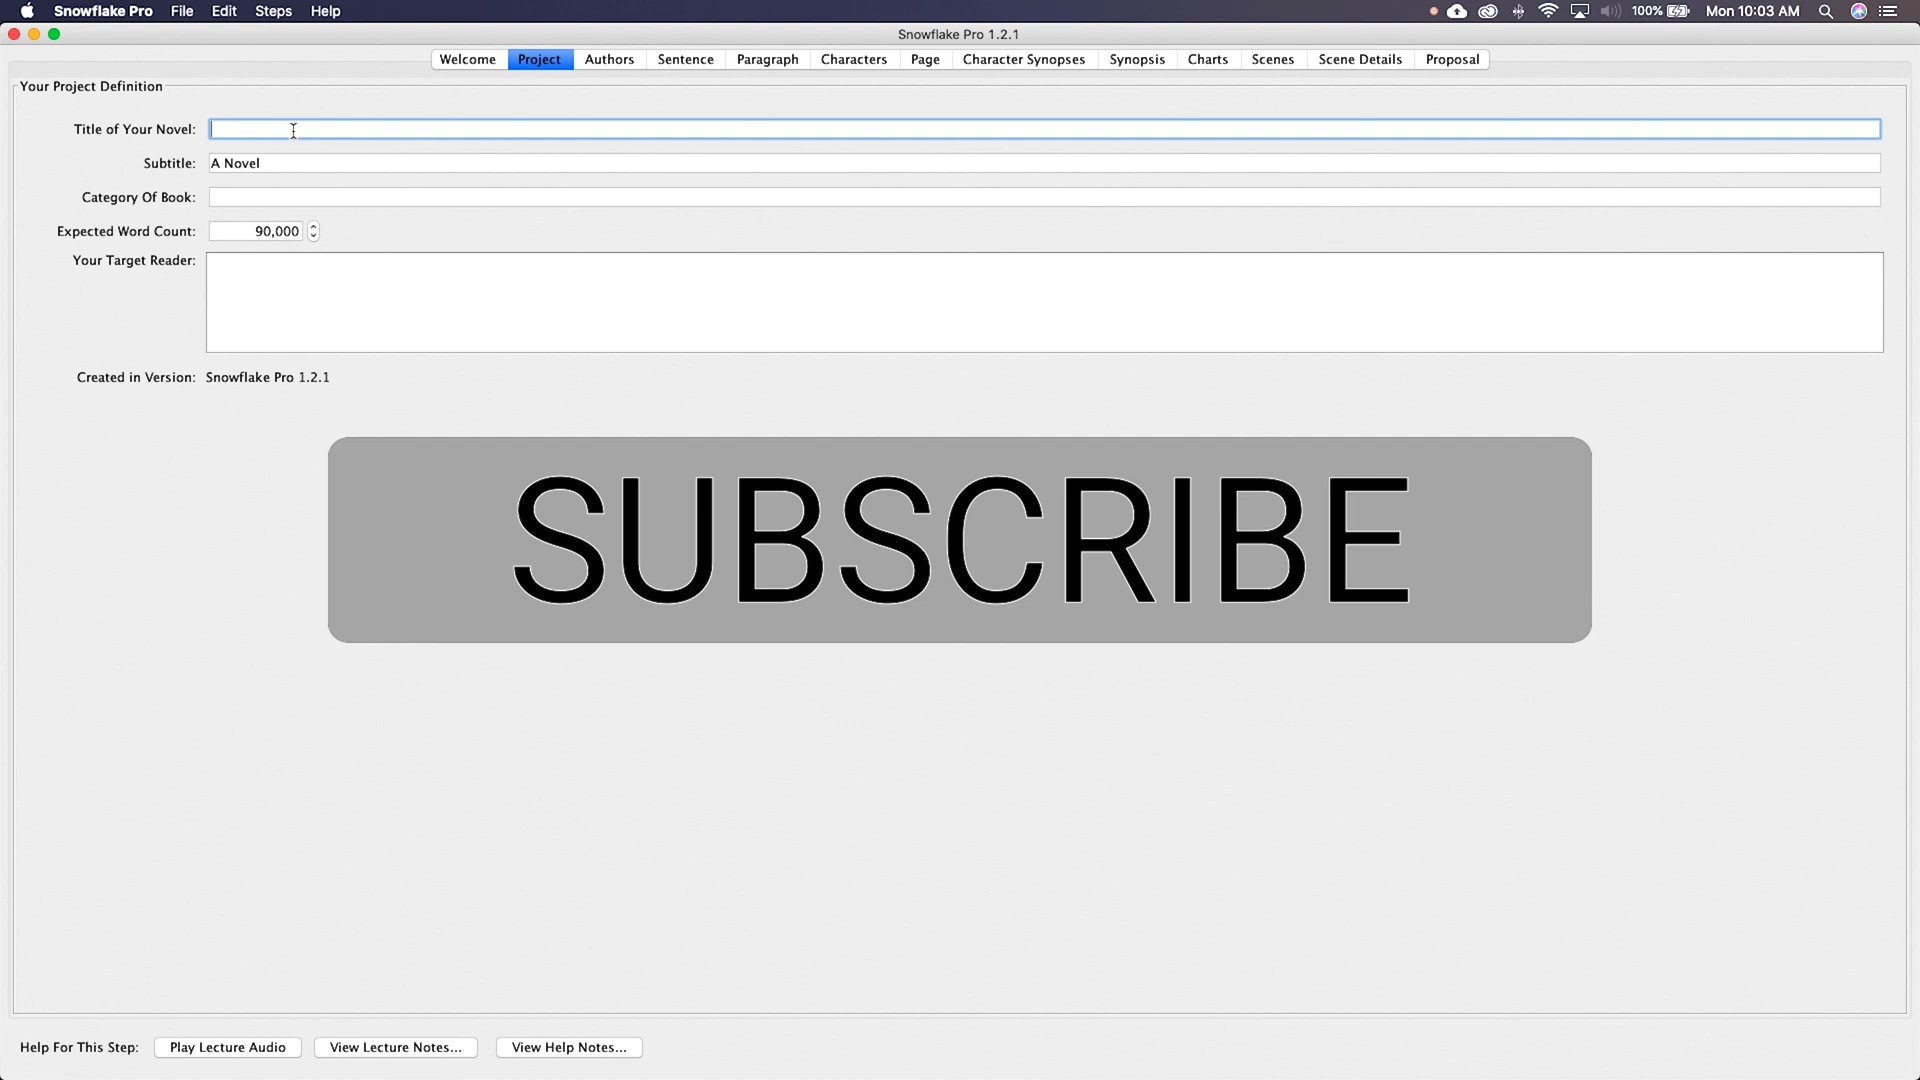 Snowflake Pro File Edit Steps Help 100% Mon 10:03 AM
Snowflake Pro 1.2.1
Welcome Project Authors Sentence Paragraph Characters Page Character Synopses Synopsis Charts Scenes Scene Details Proposal
Your Project Definition
Title of Your Novel:
Subtitle: A Novel
Category Of Book:
Expected Word Count: 90,000
Your Target Reader:
Created in Version: Snowflake Pro 1.2.1
SUBSCRIBE
Help For This Step: Play Lecture Audio View Lecture Notes... View Help Notes...